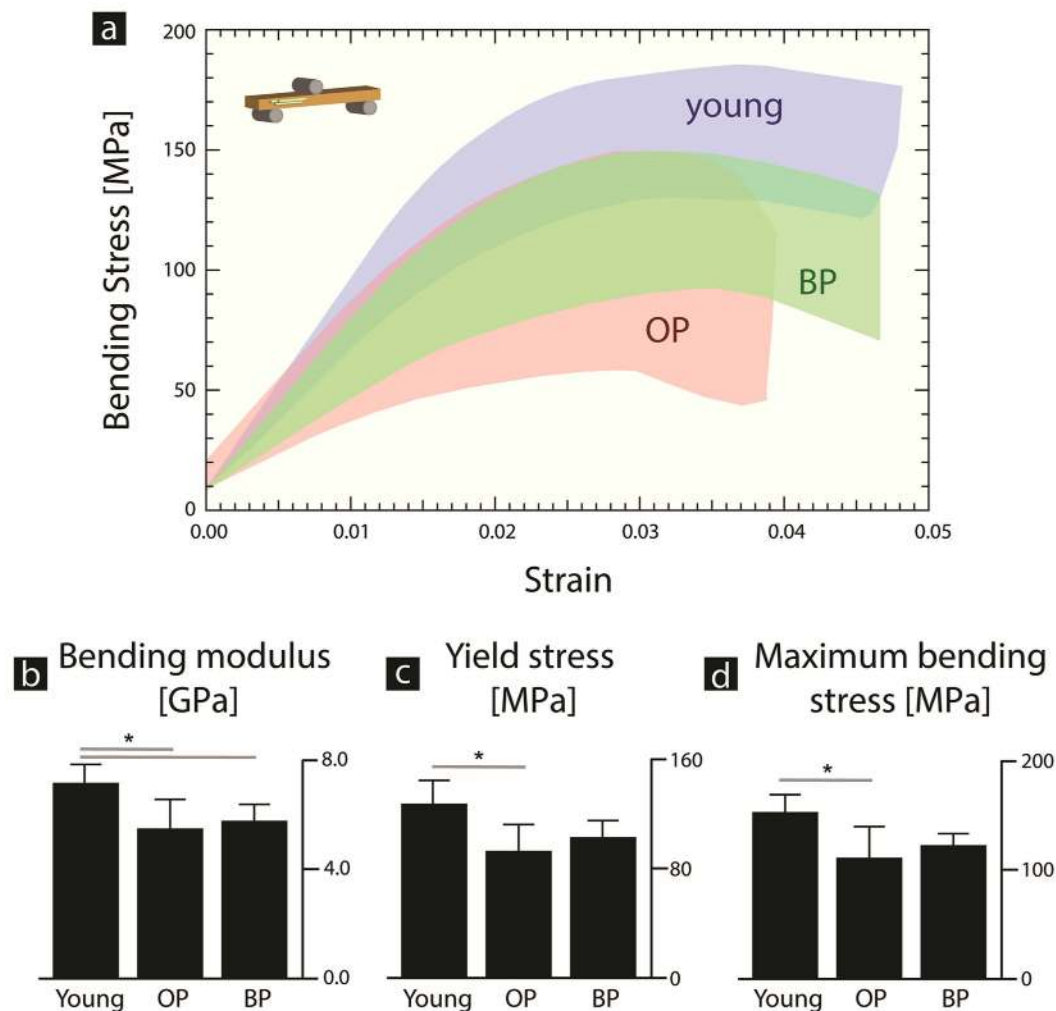 a
200
150
100
50
0
Bending Stress [MPa]
young
BP
OP
0.00 0.01 0.02 0.03 0.04 0.05
Strain
b Bending modulus
[GPa]
*
8.0
4.0
0.0
Young OP BP
c Yield stress
[MPa]
*
160
80
0
Young OP BP
d Maximum bending
stress [MPa]
*
200
100
0
Young OP BP